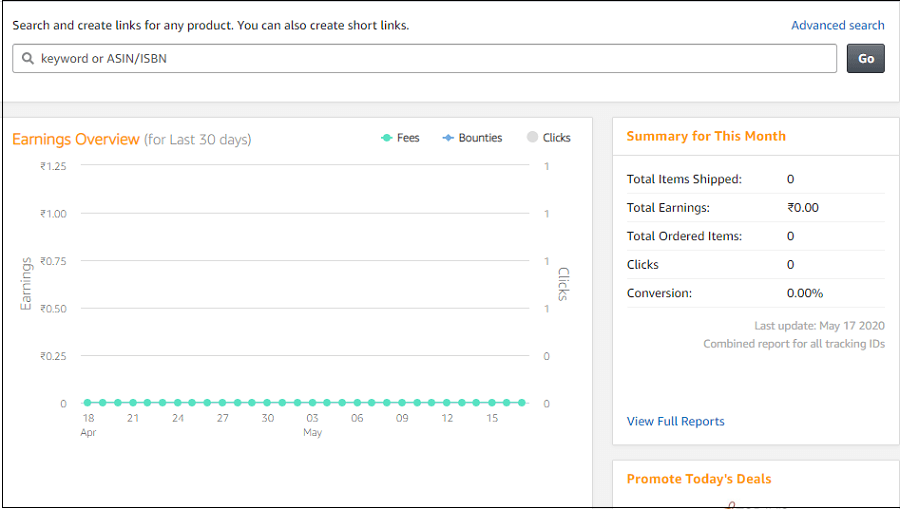 Search and create links for any product. You can also create short links.
Advanced search
keyword or ASIN/ISBN
Go
Earnings Overview (for Last 30 days)
Fees
Bounties
Clicks
₹1.25
₹1.00
₹0.75
₹0.50
₹0.25
0
Earnings
1
1
1
1
0
0
Clicks
18 21 24 27 30 03 06 09 12 15
Apr May
Summary for This Month
Total Items Shipped: 0
Total Earnings: ₹0.00
Total Ordered Items: 0
Clicks 0
Conversion: 0.00%
Last update: May 17 2020
Combined report for all tracking IDs
View Full Reports
Promote Today's Deals